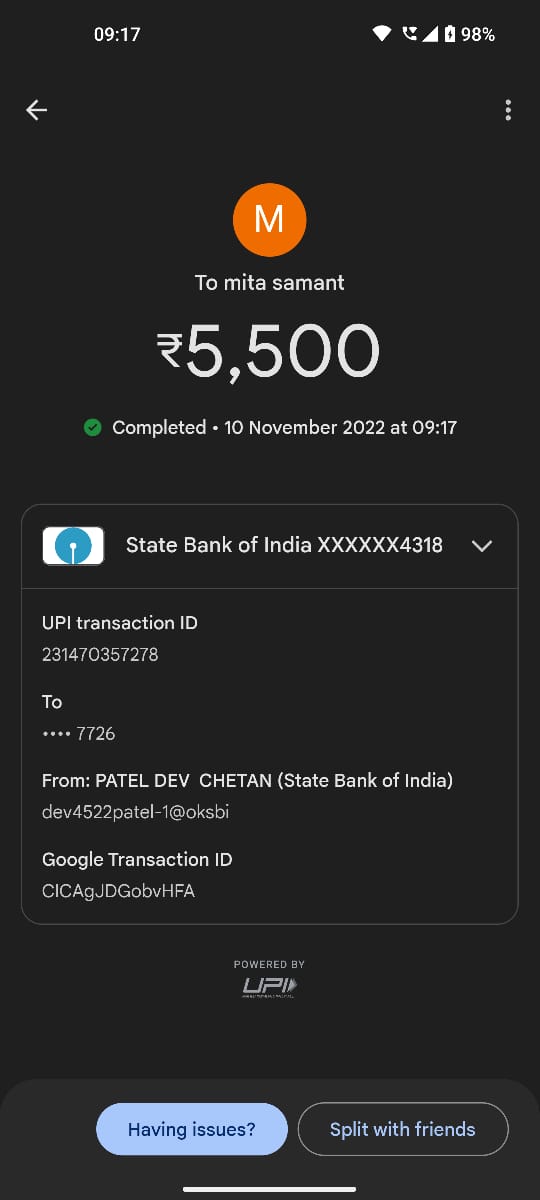 09:17
98%
M
To mita samant
₹5,500
Completed • 10 November 2022 at 09:17
State Bank of India XXXXXX4318
UPI transaction ID
231470357278
To
•••• 7726
From: PATEL DEV  CHETAN (State Bank of India)
dev4522patel-1@oksbi
Google Transaction ID
CICAgJDGobvHFA
POWERED BY
UPI
Having issues?
Split with friends